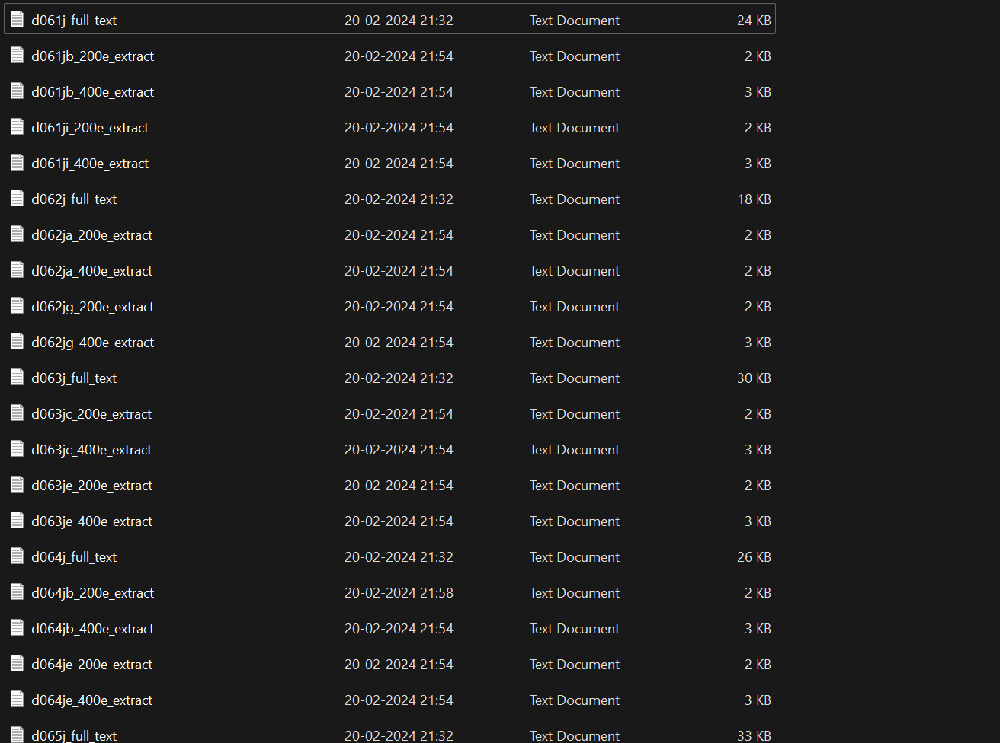 d061j_full_text 20-02-2024 21:32 Text Document 24 KB
d061jb_200e_extract 20-02-2024 21:54 Text Document 2 KB
d061jb_400e_extract 20-02-2024 21:54 Text Document 3 KB
d061ji_200e_extract 20-02-2024 21:54 Text Document 2 KB
d061ji_400e_extract 20-02-2024 21:54 Text Document 3 KB
d062j_full_text 20-02-2024 21:32 Text Document 18 KB
d062ja_200e_extract 20-02-2024 21:54 Text Document 2 KB
d062ja_400e_extract 20-02-2024 21:54 Text Document 2 KB
d062jg_200e_extract 20-02-2024 21:54 Text Document 2 KB
d062jg_400e_extract 20-02-2024 21:54 Text Document 3 KB
d063j_full_text 20-02-2024 21:32 Text Document 30 KB
d063jc_200e_extract 20-02-2024 21:54 Text Document 2 KB
d063jc_400e_extract 20-02-2024 21:54 Text Document 3 KB
d063je_200e_extract 20-02-2024 21:54 Text Document 2 KB
d063je_400e_extract 20-02-2024 21:54 Text Document 3 KB
d064j_full_text 20-02-2024 21:32 Text Document 26 KB
d064jb_200e_extract 20-02-2024 21:58 Text Document 2 KB
d064jb_400e_extract 20-02-2024 21:54 Text Document 3 KB
d064je_200e_extract 20-02-2024 21:54 Text Document 2 KB
d064je_400e_extract 20-02-2024 21:54 Text Document 3 KB
d065j_full_text 20-02-2024 21:32 Text Document 33 KB